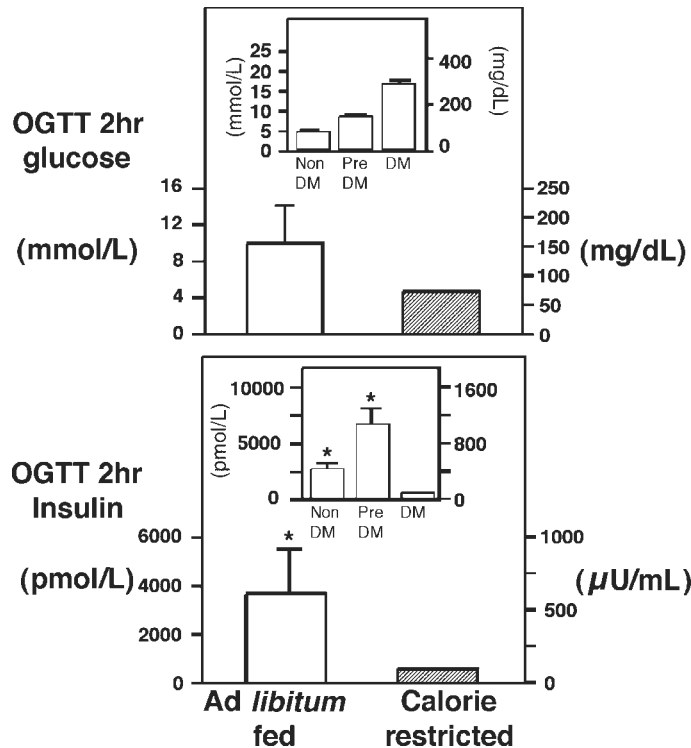 25
20
15
10
5
0
(mmol/L)
400
200
0
(mg/dL)
Non
DM
Pre
DM
DM
OGTT 2hr
glucose
(mmol/L)
16
12
8
4
0
250
200
150
100
50
0
(mg/dL)
10000
5000
0
(pmol/L)
*
*
1600
800
0
Non
DM
Pre
DM
DM
OGTT 2hr
Insulin
(pmol/L)
6000
4000
2000
0
*
1000
500
0
(µU/mL)
Ad libitum
fed
Calorie
restricted